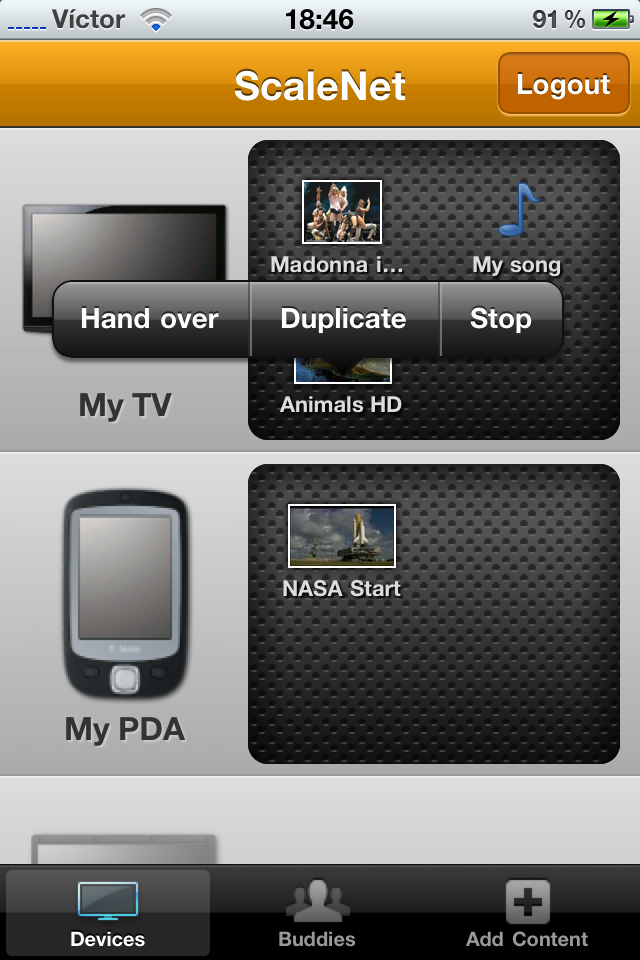 Víctor 18:46 91 %
ScaleNet
Logout
Madonna i...
My song
Hand over
Duplicate
Stop
My TV
Animals HD
NASA Start
My PDA
Devices
Buddies
Add Content